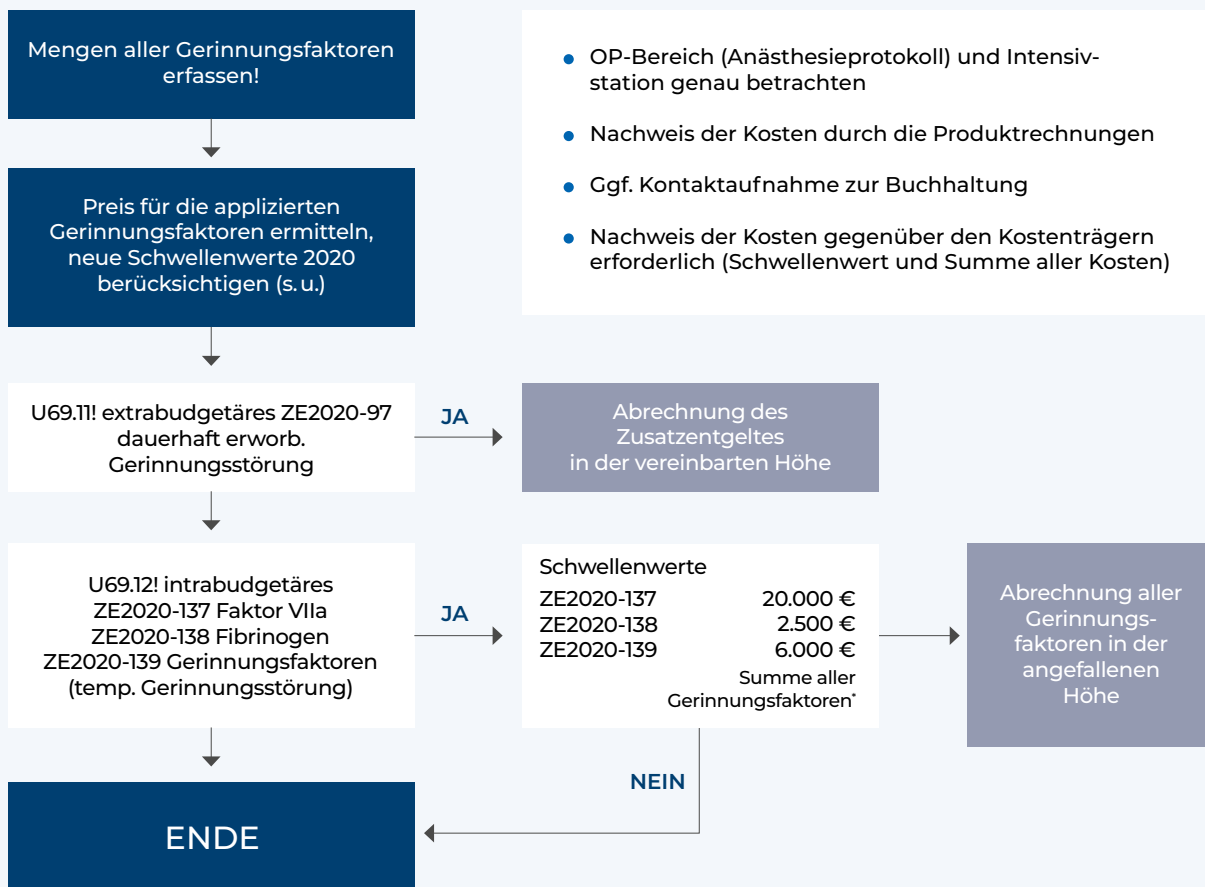 Mengen aller Gerinnungsfaktoren
erfassen!
OP-Bereich (Anästhesieprotokoll) und Intensiv-
station genau betrachten
Nachweis der Kosten durch die Produktrechnungen
Ggf. Kontaktaufnahme zur Buchhaltung
Nachweis der Kosten gegenüber den Kostenträgern
erforderlich (Schwellenwert und Summe aller Kosten)
Preis für die applizierten
Gerinnungsfaktoren ermitteln,
neue Schwellenwerte 2020
berücksichtigen (s. u.)
U69.11! extrabudgetäres ZE2020-97
dauerhaft erworb.
Gerinnungsstörung
JA
Abrechnung des
Zusatzentgeltes
in der vereinbarten Höhe
U69.12! intrabudgetäres
ZE2020-137 Faktor VIIa
ZE2020-138 Fibrinogen
ZE2020-139 Gerinnungsfaktoren
(temp. Gerinnungsstörung)
JA
Schwellenwerte
ZE2020-137 20.000 €
ZE2020-138 2.500 €
ZE2020-139 6.000 €
Summe aller
Gerinnungsfaktoren*
Abrechnung aller
Gerinnungs-
faktoren in der
angefallenen
Höhe
NEIN
ENDE